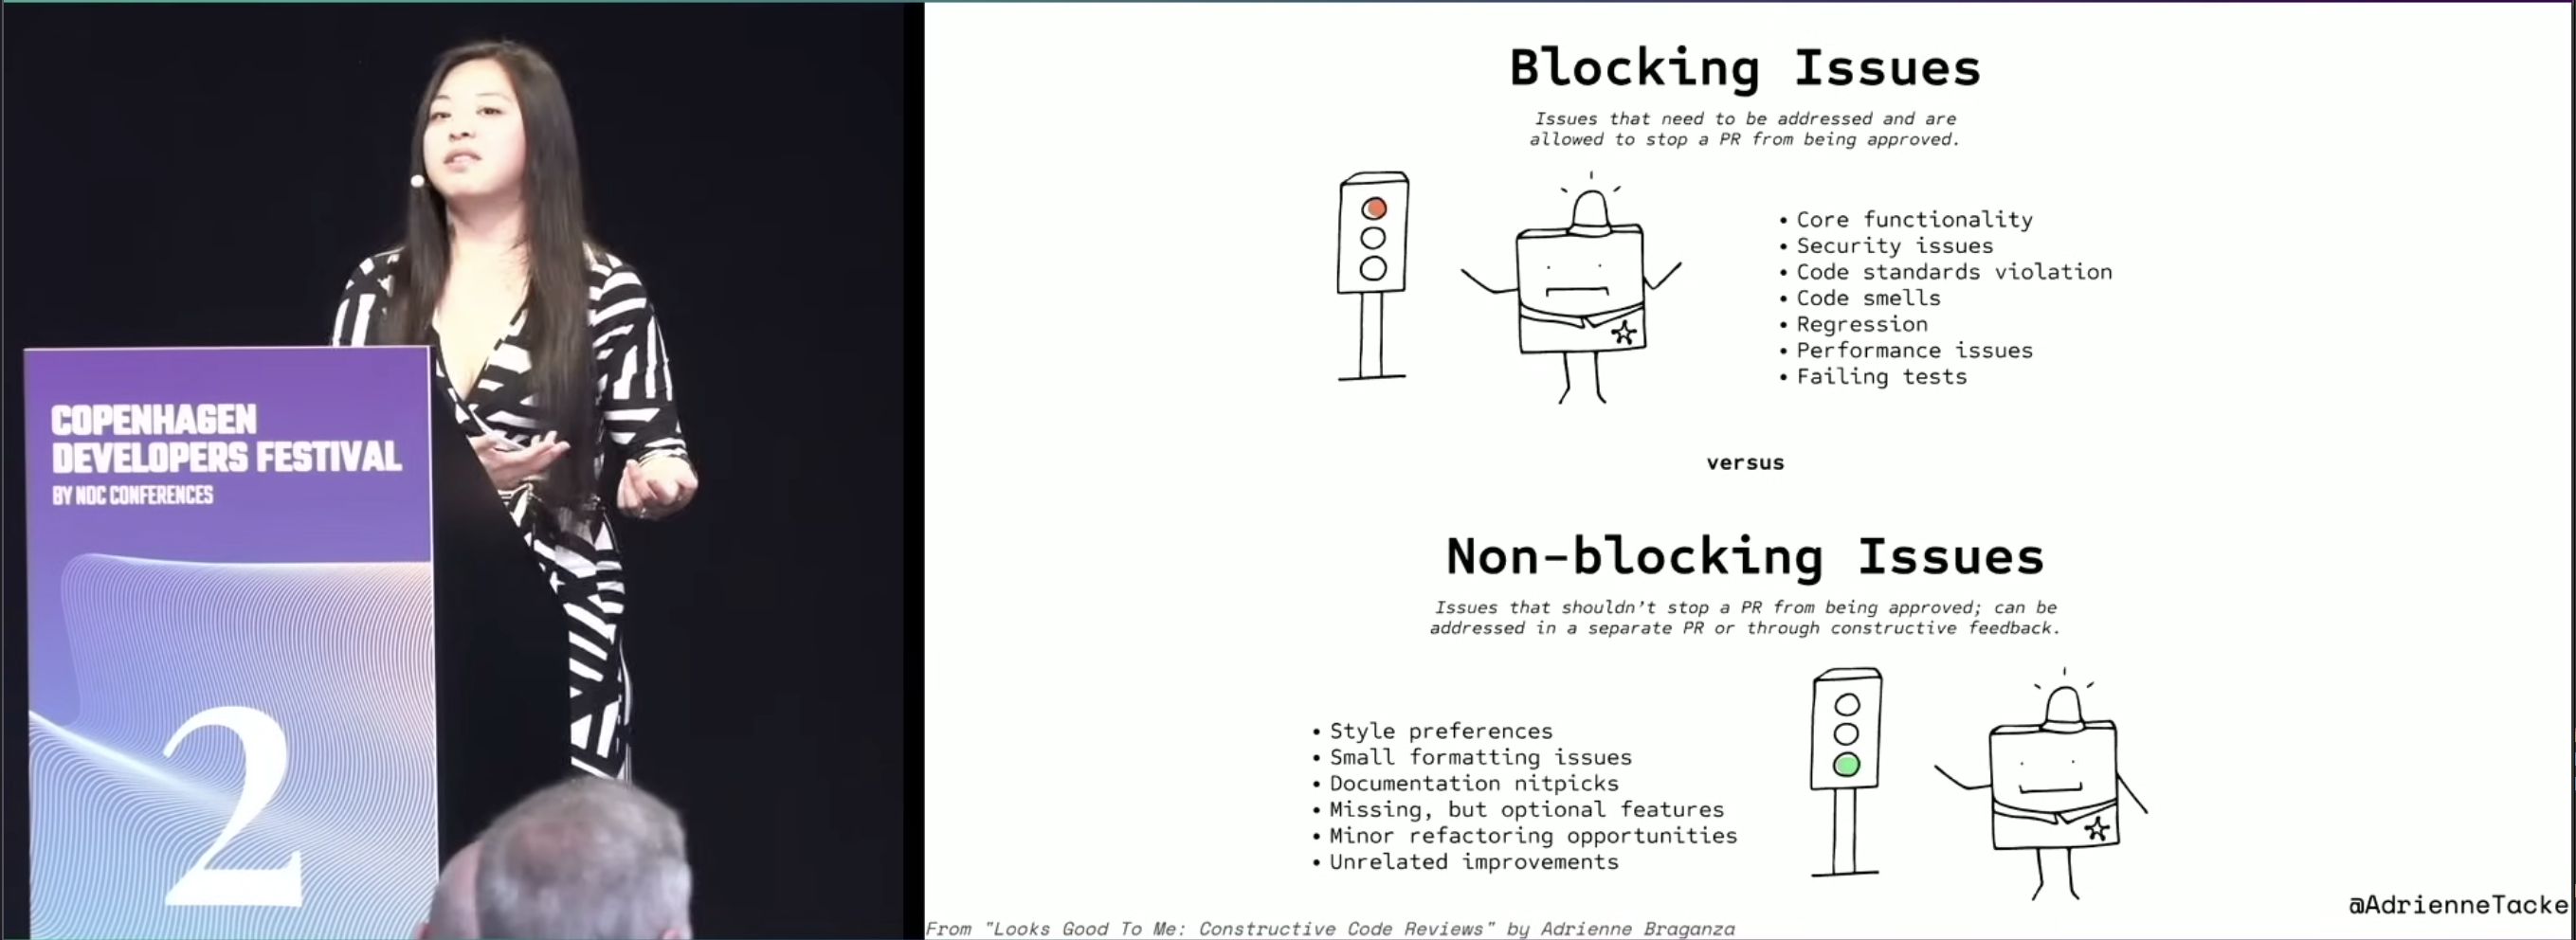 COPENHAGEN
DEVELOPERS FESTIVAL
BY NDC CONFERENCES
2
Blocking Issues
Issues that need to be addressed and are
allowed to stop a PR from being approved.
• Core functionality
• Security issues
• Code standards violation
• Code smells
• Regression
• Performance issues
• Failing tests
versus
Non-blocking Issues
Issues that shouldn't stop a PR from being approved; can be
addressed in a separate PR or through constructive feedback.
• Style preferences
• Small formatting issues
• Documentation nitpicks
• Missing, but optional features
• Minor refactoring opportunities
• Unrelated improvements
@AdrienneTacke
From "Looks Good To Me: Constructive Code Reviews" by Adrienne Braganza